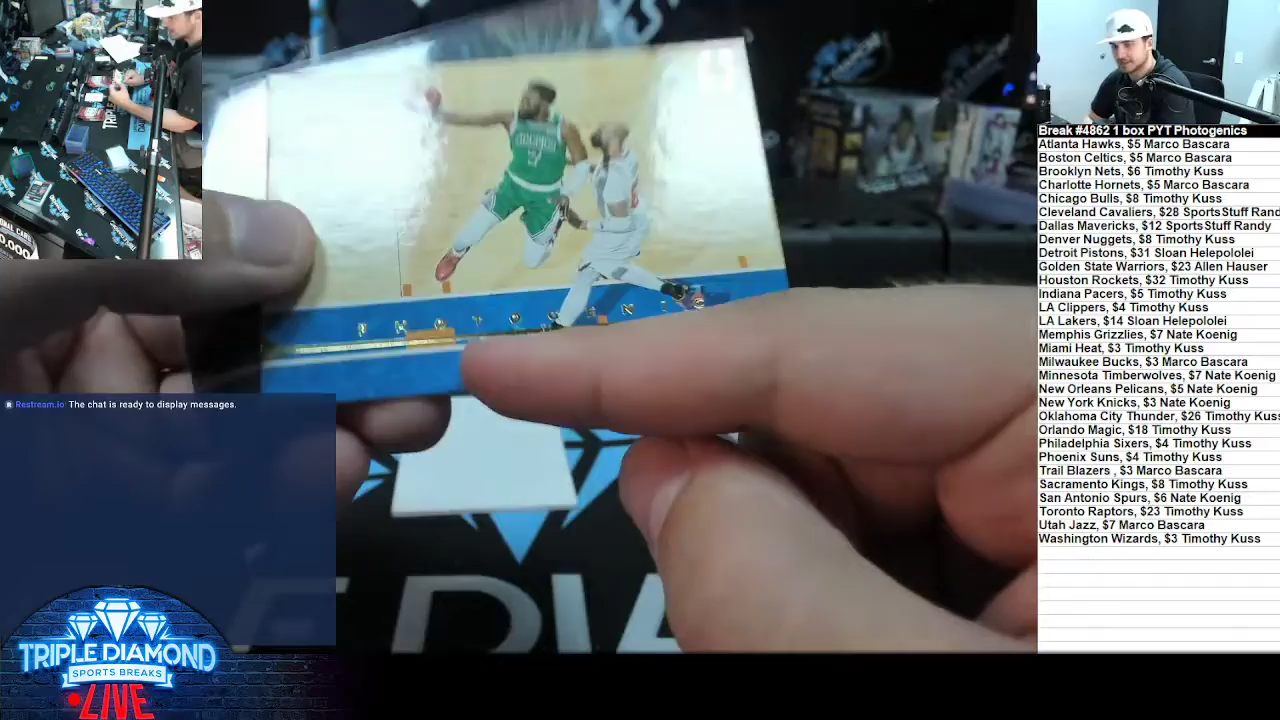 Break #4862 1 box PYT Photogenics
Atlanta Hawks, $5 Marco Bascara
Boston Celtics, $5 Marco Bascara
Brooklyn Nets, $6 Timothy Kuss
Charlotte Hornets, $5 Marco Bascara
Chicago Bulls, $8 Timothy Kuss
Cleveland Cavaliers, $28 SportsStuff Rand
Dallas Mavericks, $12 SportsStuff Randy
Denver Nuggets, $8 Timothy Kuss
Detroit Pistons, $31 Sloan Helepololei
Golden State Warriors, $23 Allen Hauser
Houston Rockets, $32 Timothy Kuss
Indiana Pacers, $5 Timothy Kuss
LA Clippers, $4 Timothy Kuss
LA Lakers, $14 Sloan Helepololei
Memphis Grizzlies, $7 Nate Koenig
Miami Heat, $3 Timothy Kuss
Milwaukee Bucks, $3 Marco Bascara
Minnesota Timberwolves, $7 Nate Koenig
New Orleans Pelicans, $5 Nate Koenig
New York Knicks, $3 Nate Koenig
Oklahoma City Thunder, $26 Timothy Kuss
Orlando Magic, $18 Timothy Kuss
Philadelphia Sixers, $4 Timothy Kuss
Phoenix Suns, $4 Timothy Kuss
Trail Blazers , $3 Marco Bascara
Sacramento Kings, $8 Timothy Kuss
San Antonio Spurs, $6 Nate Koenig
Toronto Raptors, $23 Timothy Kuss
Utah Jazz, $7 Marco Bascara
Washington Wizards, $3 Timothy Kuss
Restream.io: The chat is ready to display messages.
TRIPLE DIAMOND
SPORTS BREAKS
LIVE